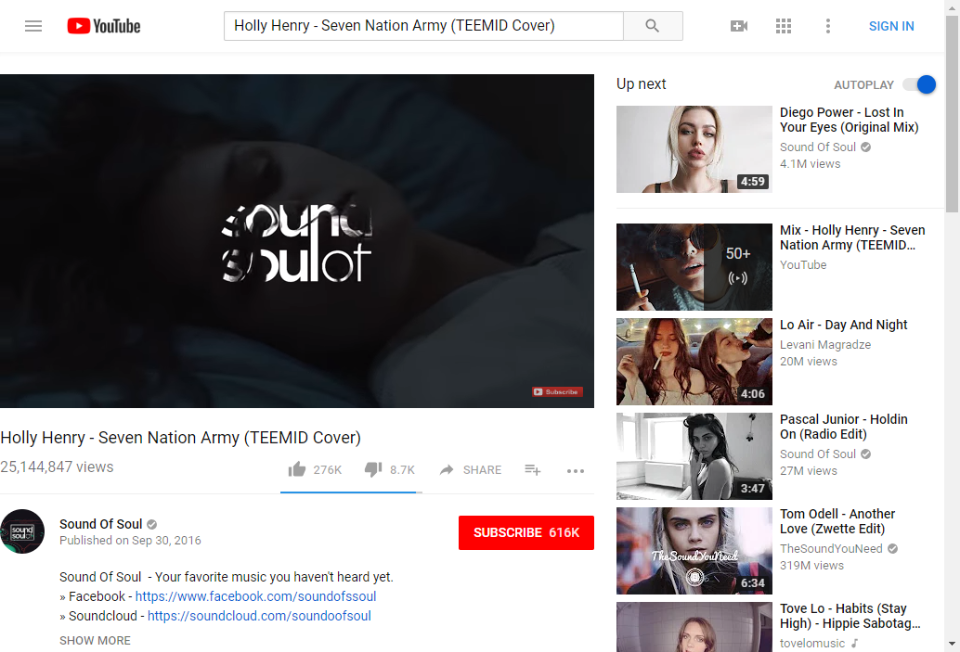 YouTube
Holly Henry - Seven Nation Army (TEEMID Cover)
SIGN IN
sound
soulof
Subscribe
Holly Henry - Seven Nation Army (TEEMID Cover)
25,144,847 views
276K
8.7K
SHARE
Sound Of Soul
Published on Sep 30, 2016
SUBSCRIBE 616K
Sound Of Soul - Your favorite music you haven't heard yet.
» Facebook - https://www.facebook.com/soundofssoul
» Soundcloud - https://soundcloud.com/soundoofsoul
SHOW MORE
Up next
AUTOPLAY
4:59
Diego Power - Lost In
Your Eyes (Original Mix)
Sound Of Soul
4.1M views
50+
Mix - Holly Henry - Seven
Nation Army (TEEMID...
YouTube
4:06
Lo Air - Day And Night
Levani Magradze
20M views
3:47
Pascal Junior - Holdin
On (Radio Edit)
Sound Of Soul
27M views
TheSoundYouNeed
6:34
Tom Odell - Another
Love (Zwette Edit)
TheSoundYouNeed
319M views
Tove Lo - Habits (Stay
High) - Hippie Sabotag...
tovelomusic